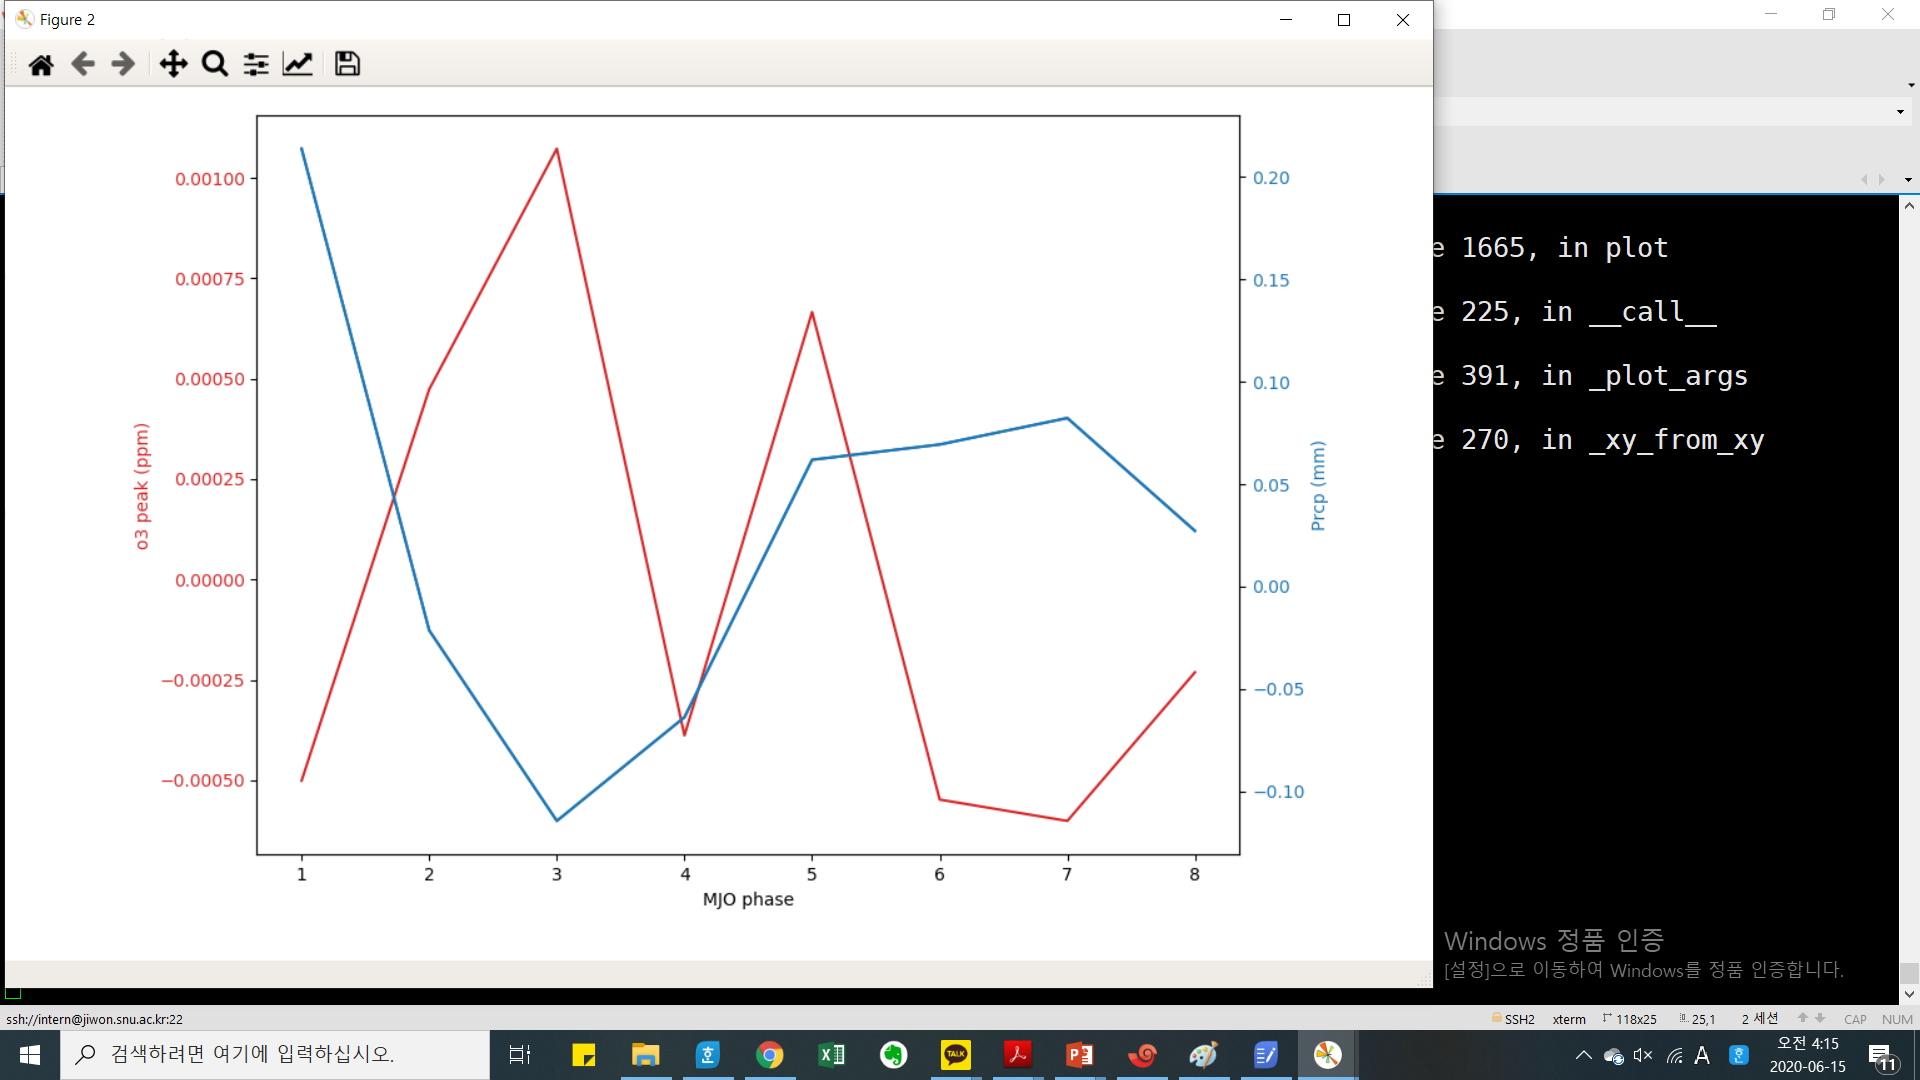 Figure 2
0.00100
0.00075
0.00050
0.00025
0.00000
−0.00025
−0.00050
o3 peak (ppm)
0.20
0.15
0.10
0.05
0.00
−0.05
−0.10
Prcp (mm)
1 2 3 4 5 6 7 8
MJO phase
e 1665, in plot
e 225, in __call__
e 391, in _plot_args
e 270, in _xy_from_xy
Windows 정품 인증
[설정]으로 이동하여 Windows를 정품 인증합니다.
ssh://intern@jiwon.snu.ac.kr:22
SSH2 xterm 118x25 25,1 2 세션 CAP NUM
검색하려면 여기에 입력하십시오.
TALK
A
오전 4:15
2020-06-15
11